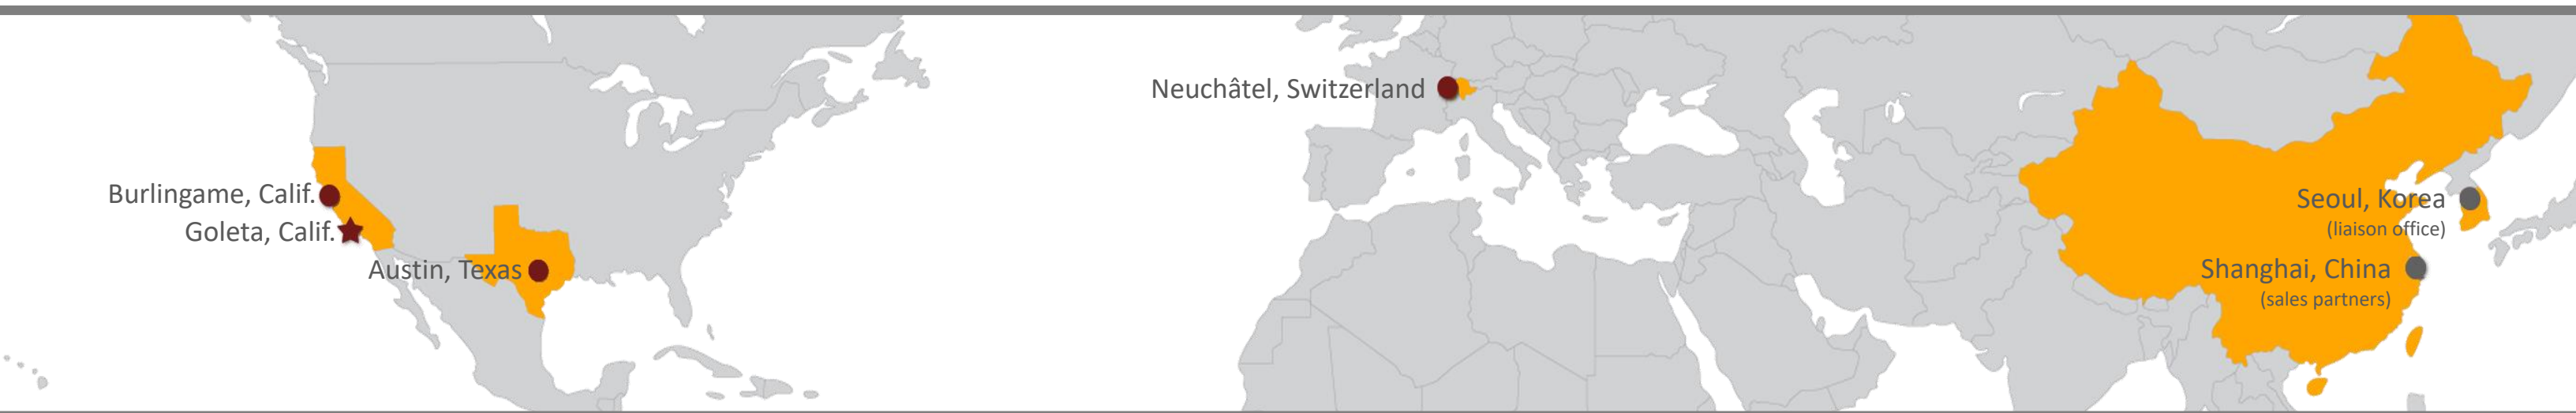 Neuchâtel, Switzerland
Burlingame, Calif.
Goleta, Calif.
Austin, Texas
Seoul, Korea
(liaison office)
Shanghai, China
(sales partners)